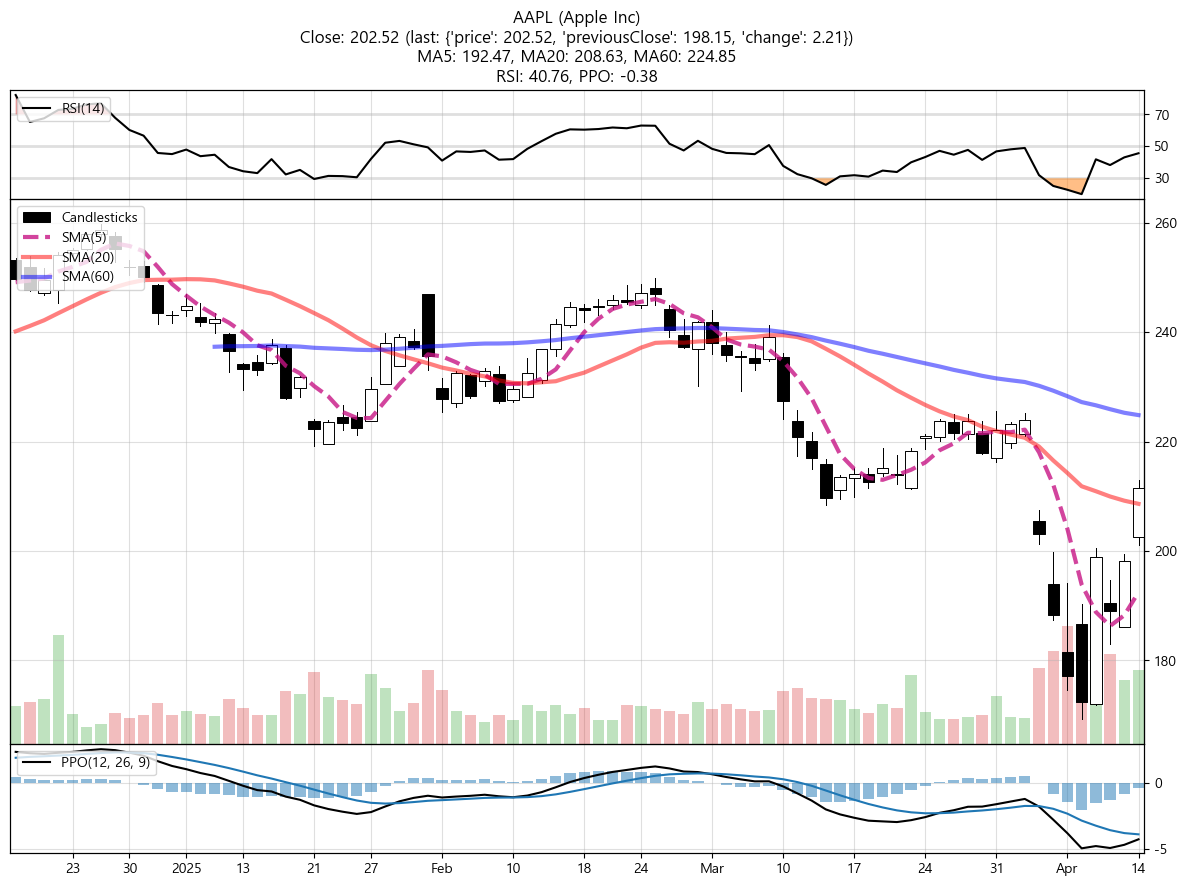 AAPL (Apple Inc)
Close: 202.52 (last: {'price': 202.52, 'previousClose': 198.15, 'change': 2.21})
MA5: 192.47, MA20: 208.63, MA60: 224.85
RSI: 40.76, PPO: -0.38
RSI(14)
70
50
30
Candlesticks
SMA(5)
SMA(20)
SMA(60)
260
240
220
200
180
PPO(12, 26, 9)
0
-5
23 30 2025 13 21 27 Feb 10 18 24 Mar 10 17 24 31 Apr 14